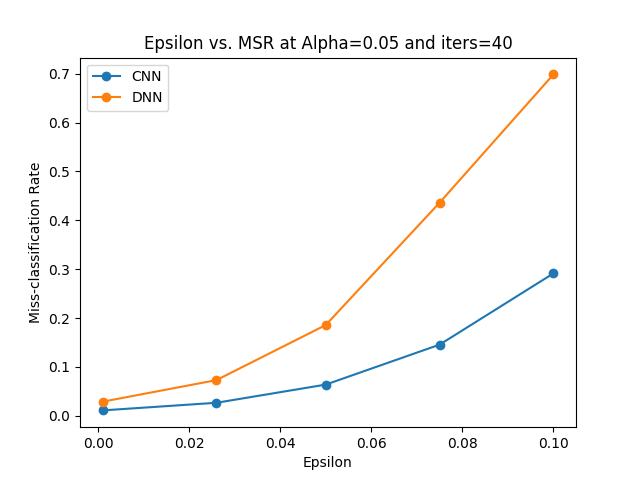 Epsilon vs. MSR at Alpha=0.05 and iters=40
CNN
DNN
Miss-classification Rate
0.7
0.6
0.5
0.4
0.3
0.2
0.1
0.0
0.00 0.02 0.04 0.06 0.08 0.10
Epsilon